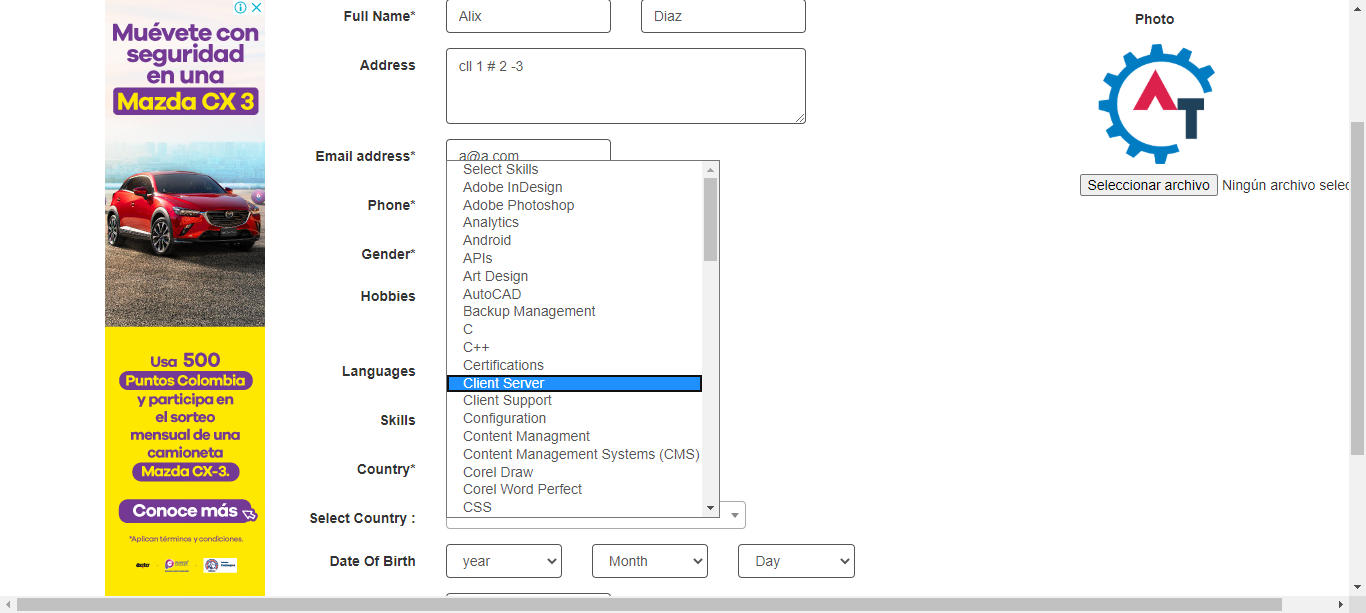 Muévete con
seguridad
en una
Mazda CX 3
Usa 500
Puntos Colombia
y participa en
el sorteo
mensual de una
camioneta
Mazda CX-3.
Conoce más
*Aplican términos y condiciones.
Full Name*
Alix
Diaz
Address
cll 1 # 2 -3
Email address*
a@a.com
Phone*
Gender*
Hobbies
Languages
Skills
Country*
Select Country :
Date Of Birth
year
Month
Day
Select Skills
Adobe InDesign
Adobe Photoshop
Analytics
Android
APIs
Art Design
AutoCAD
Backup Management
C
C++
Certifications
Client Server
Client Support
Configuration
Content Managment
Content Management Systems (CMS)
Corel Draw
Corel Word Perfect
CSS
Photo
AT
Seleccionar archivo
Ningún archivo selec